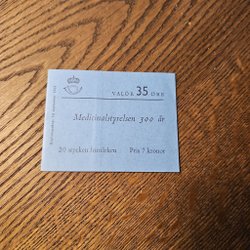 VALÖR 35 ÖRE
Medicinalstyrelsen 300 år
20 stycken frimärken Pris 7 kronor